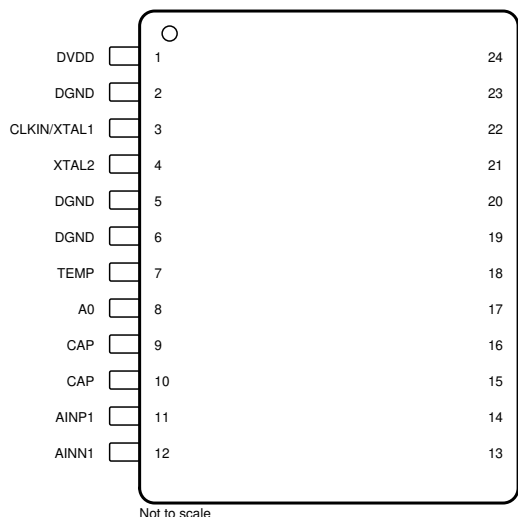 DVDD 1 24
DGND 2 23
CLKIN/XTAL1 3 22
XTAL2 4 21
DGND 5 20
DGND 6 19
TEMP 7 18
A0 8 17
CAP 9 16
CAP 10 15
AINP1 11 14
AINN1 12 13
Not to scale